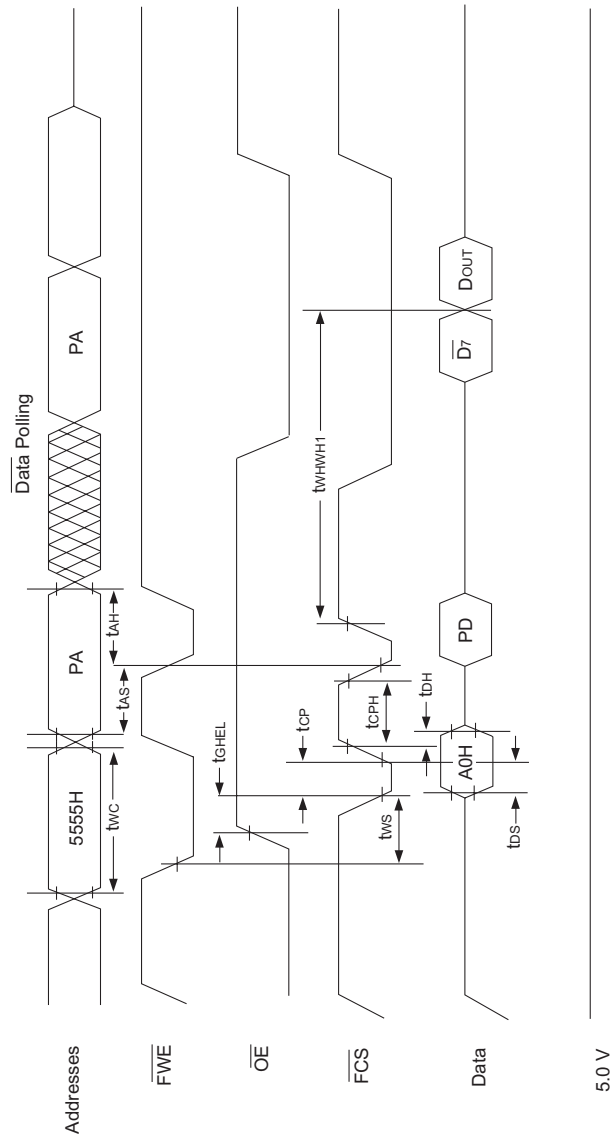 Data Polling
Addresses
5555H
PA
PA
tWC
tAS
tAH
FWE
OE
tGHEL
tWHWH1
FCS
tWS
tCP
tCPH
tDH
Data
A0H
PD
D7
DOUT
tDS
5.0 V